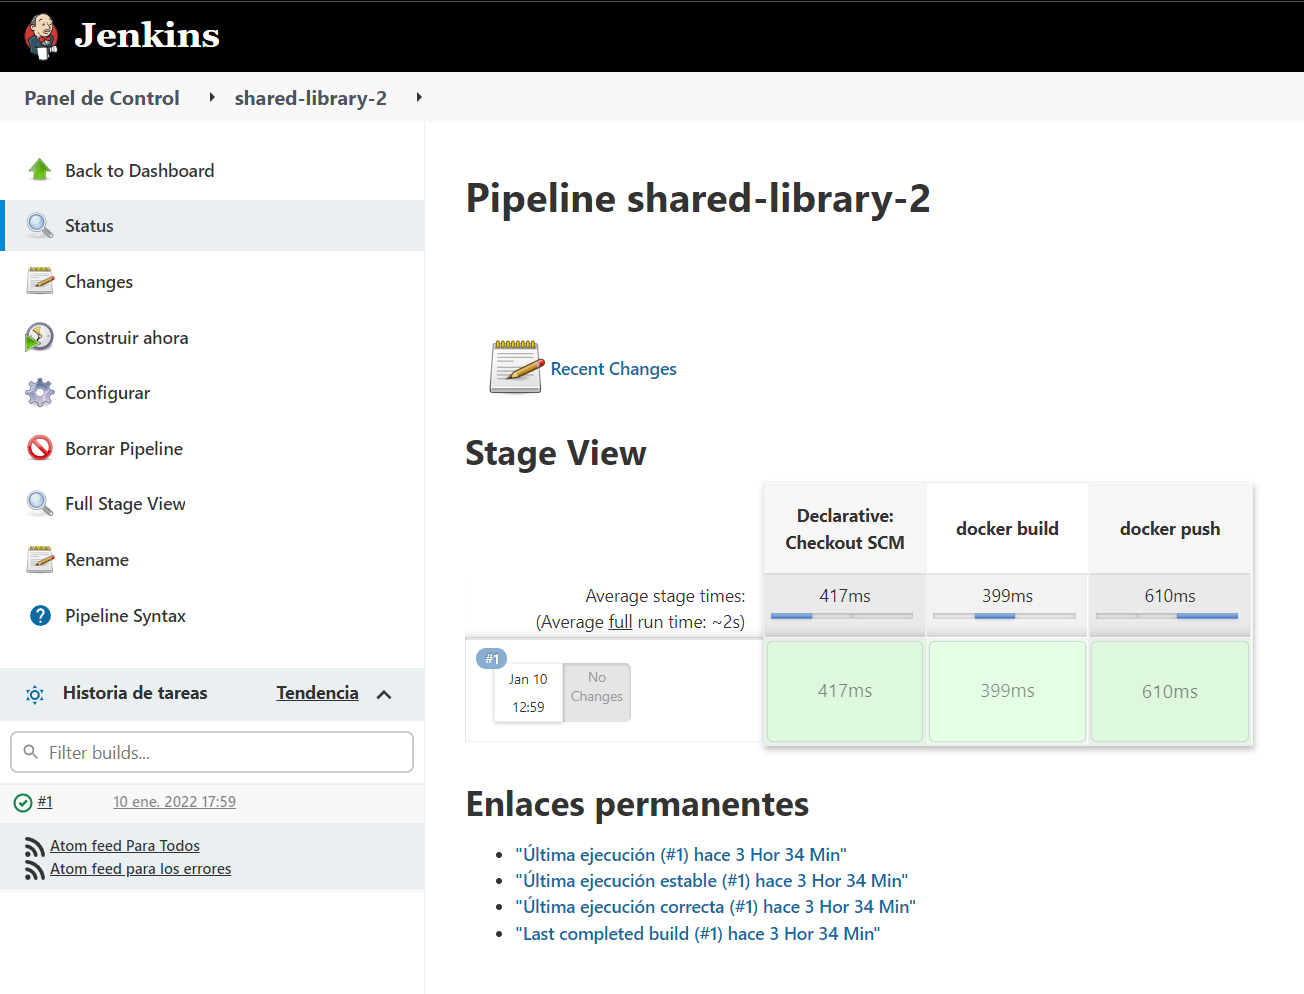 Jenkins
Panel de Control
shared-library-2
Back to Dashboard
Status
Changes
Construir ahora
Configurar
Borrar Pipeline
Full Stage View
Rename
Pipeline Syntax
Historia de tareas
Tendencia
Filter builds...
#1
10 ene. 2022 17:59
Atom feed Para Todos
Atom feed para los errores
Pipeline shared-library-2
Recent Changes
Stage View
Declarative:
Checkout SCM
docker build
docker push
Average stage times:
(Average full run time: ~2s)
417ms
399ms
610ms
#1
Jan 10
12:59
No
Changes
417ms
399ms
610ms
Enlaces permanentes
"Última ejecución (#1) hace 3 Hor 34 Min"
"Última ejecución estable (#1) hace 3 Hor 34 Min"
"Última ejecución correcta (#1) hace 3 Hor 34 Min"
"Last completed build (#1) hace 3 Hor 34 Min"